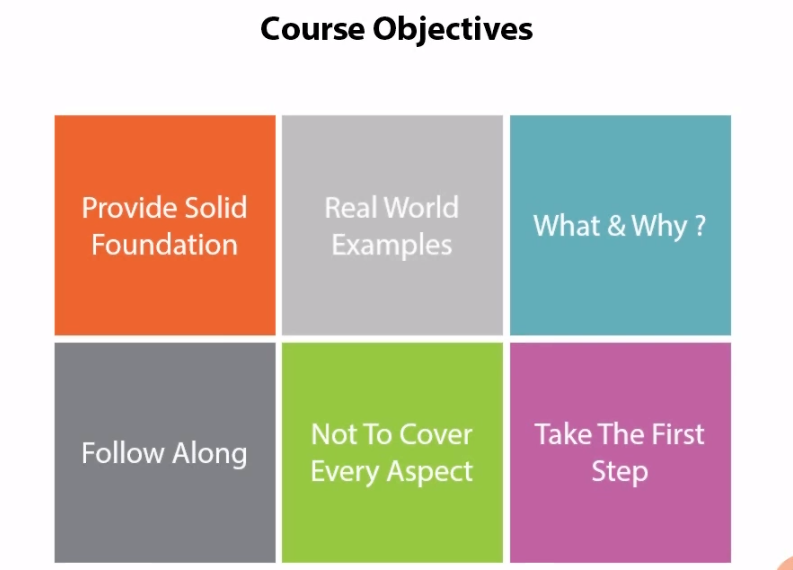 Course Objectives
Provide Solid
Foundation
Real World
Examples
What & Why ?
Follow Along
Not To Cover
Every Aspect
Take The First
Step